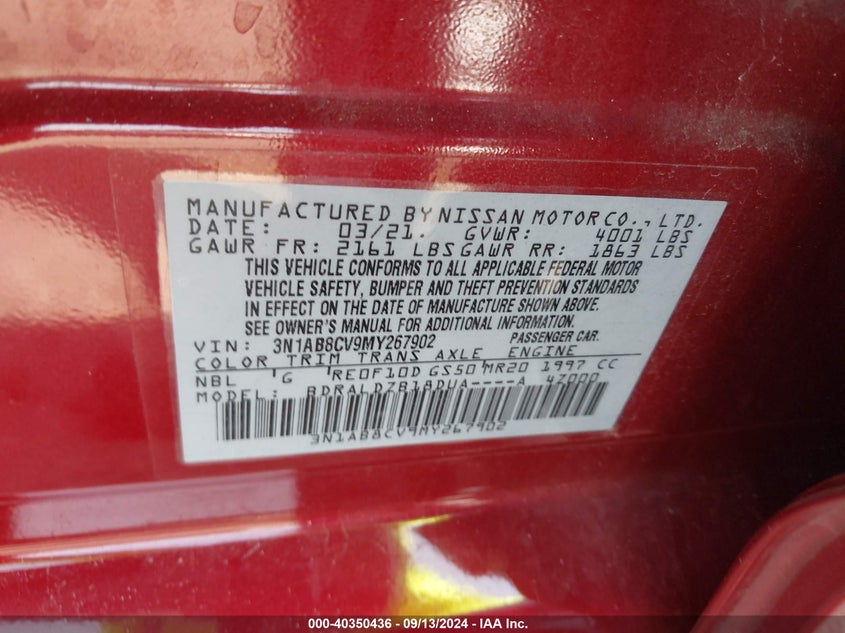 MANUFACTURED BY NISSAN MOTOR CO., LTD.
DATE: 03/21. GVWR: 4001 LBS
GAWR FR: 2161 LBS GAWR RR: 1863 LBS
THIS VEHICLE CONFORMS TO ALL APPLICABLE FEDERAL MOTOR
VEHICLE SAFETY, BUMPER AND THEFT PREVENTION STANDARDS
IN EFFECT ON THE DATE OF MANUFACTURE SHOWN ABOVE.
SEE OWNER'S MANUAL FOR ADDITIONAL INFORMATION.
VIN: 3N1AB8CV9MY267902 PASSENGER CAR.
COLOR TRIM TRANS AXLE ENGINE
NBL G RE0F10D GS50 MR20 1997 CC
MODEL: BDRALDZB18DUA----A 47000
3N1AB8CV9MY267902
000-40350436 - 09/13/2024 - IAA Inc.